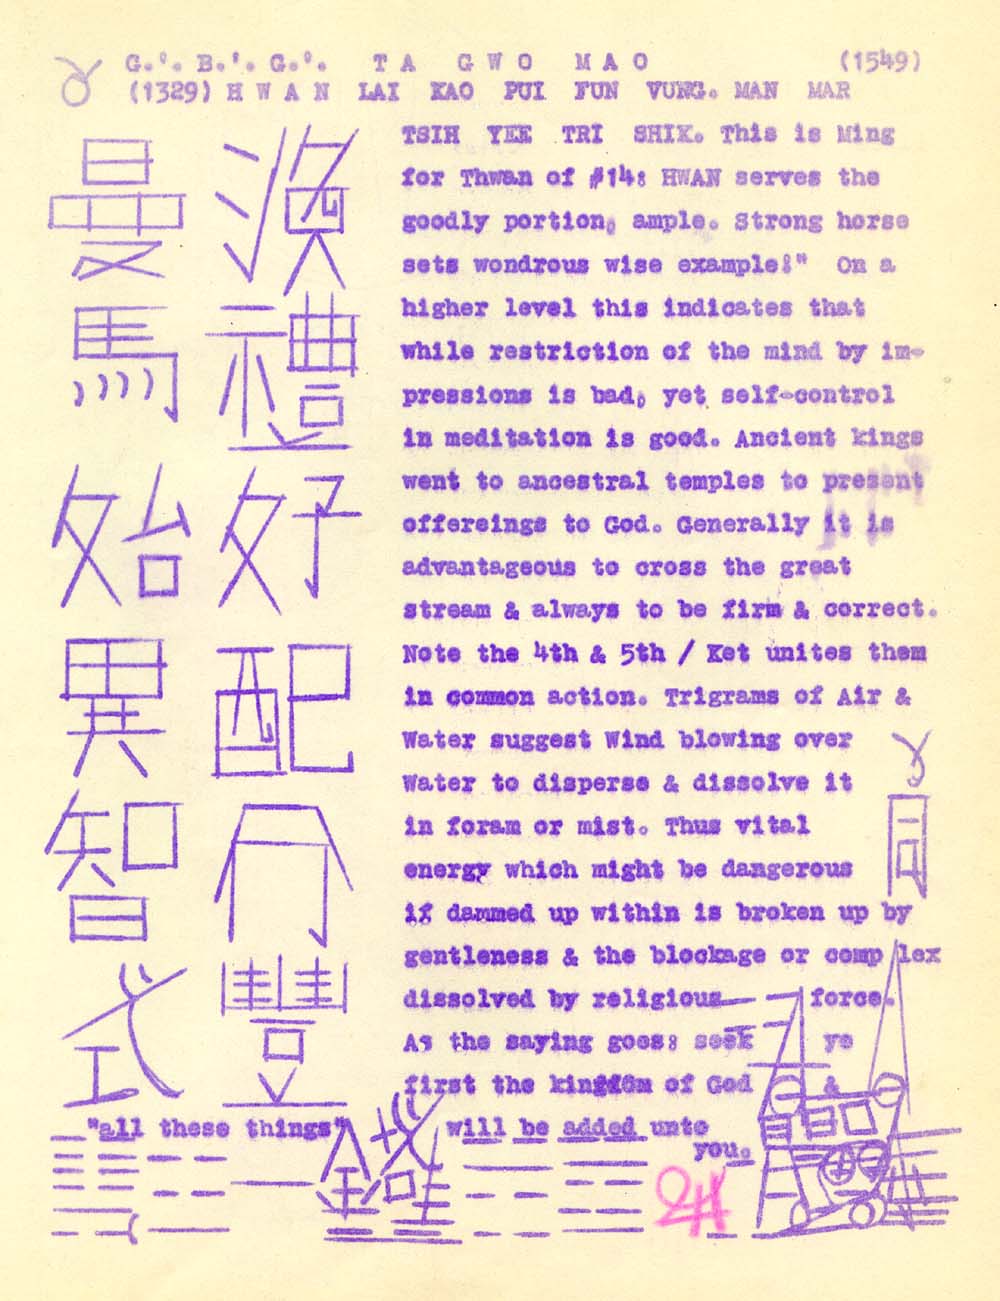 G.'. B.'. G.'. TA GWO MAO (1549)
(1329) HWAN LAI KAO PUI FUN VUNG. MAN MAR
渙禮好配分豐
曼馬始異智式
TSIH YEE TRI SHIK. This is Ming
for Thwan of #14: HWAN serves the
goodly portion, ample. Strong horse
sets wondrous wise example!" On a
higher level this indicates that
while restriction of the mind by im-
pressions is bad, yet self-control
in meditation is good. Ancient kings
went to ancestral temples to present
offereings to God. Generally it is
advantageous to cross the great
stream & always to be firm & correct.
Note the 4th & 5th / Ket unites them
in common action. Trigrams of Air &
Water suggest Wind blowing over
Water to disperse & dissolve it
in foram or mist. Thus vital
energy which might be dangerous
if dammed up within is broken up by
gentleness & the blockage or complex
dissolved by religious force.
As the saying goes: seek ye
first the kingdom of God &
"all these things" will be added unto
you.